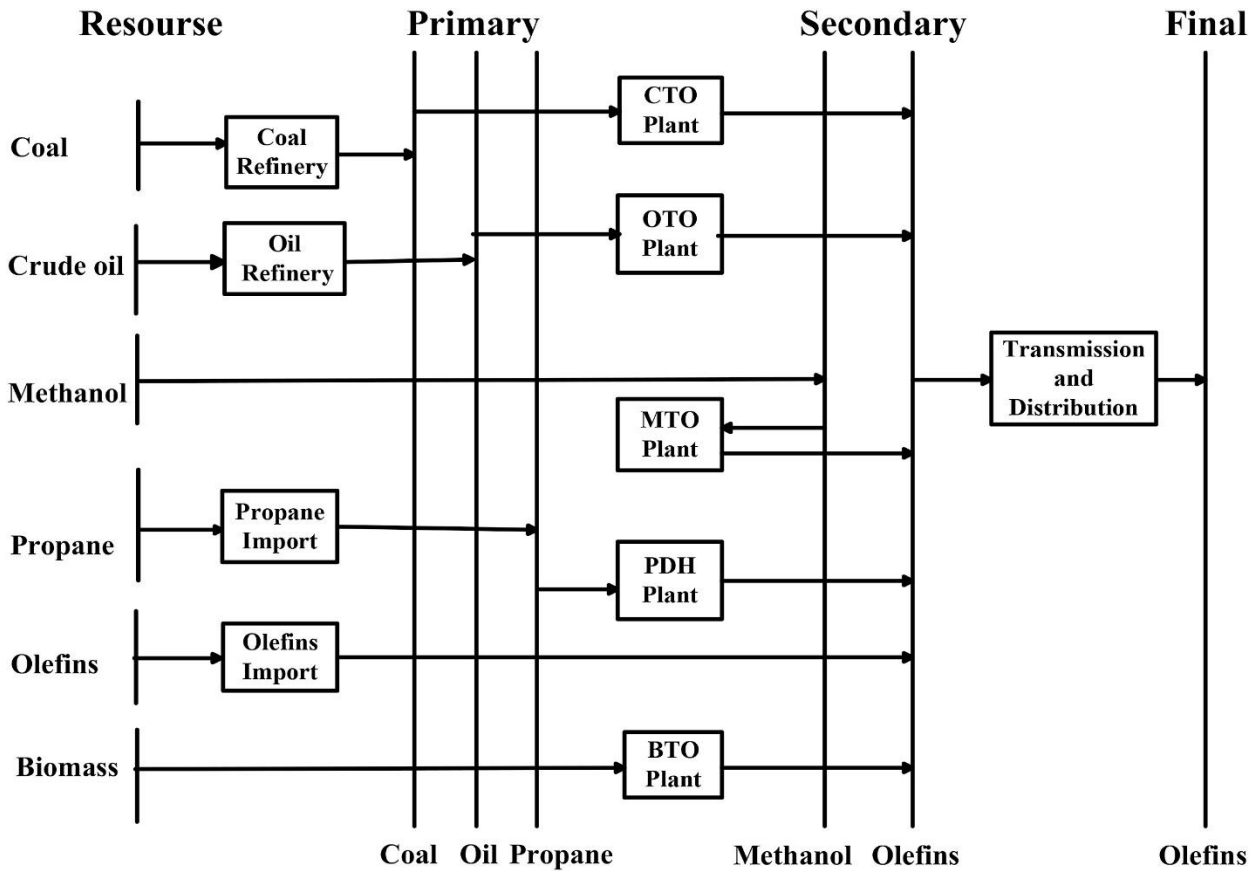 Resourse
Primary
Secondary
Final
CTO
Plant
Coal
Coal
Refinery
OTO
Plant
Crude oil
Oil
Refinery
Methanol
Transmission
and
Distribution
MTO
Plant
Propane
Propane
Import
PDH
Plant
Olefins
Olefins
Import
Biomass
BTO
Plant
Coal
Oil
Propane
Methanol
Olefins
Olefins